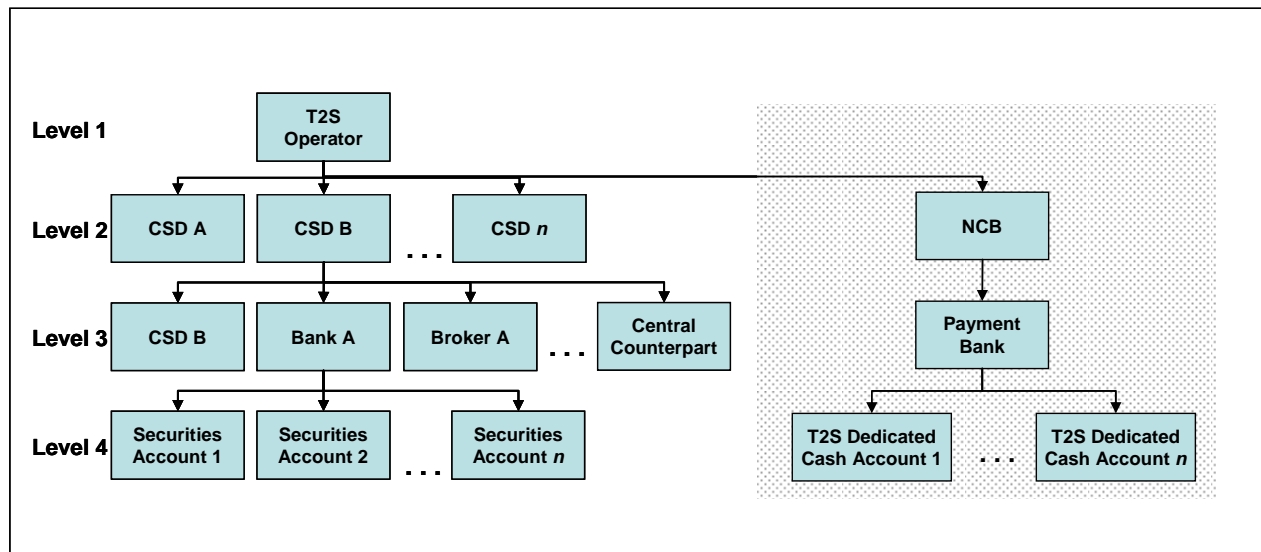 Level 1
T2S
Operator
Level 2
CSD A
CSD B
. . .
CSD n
NCB
Level 3
CSD B
Bank A
Broker A
. . .
Central
Counterpart
Payment
Bank
Level 4
Securities
Account 1
Securities
Account 2
. . .
Securities
Account n
T2S Dedicated
Cash Account 1
. . .
T2S Dedicated
Cash Account n